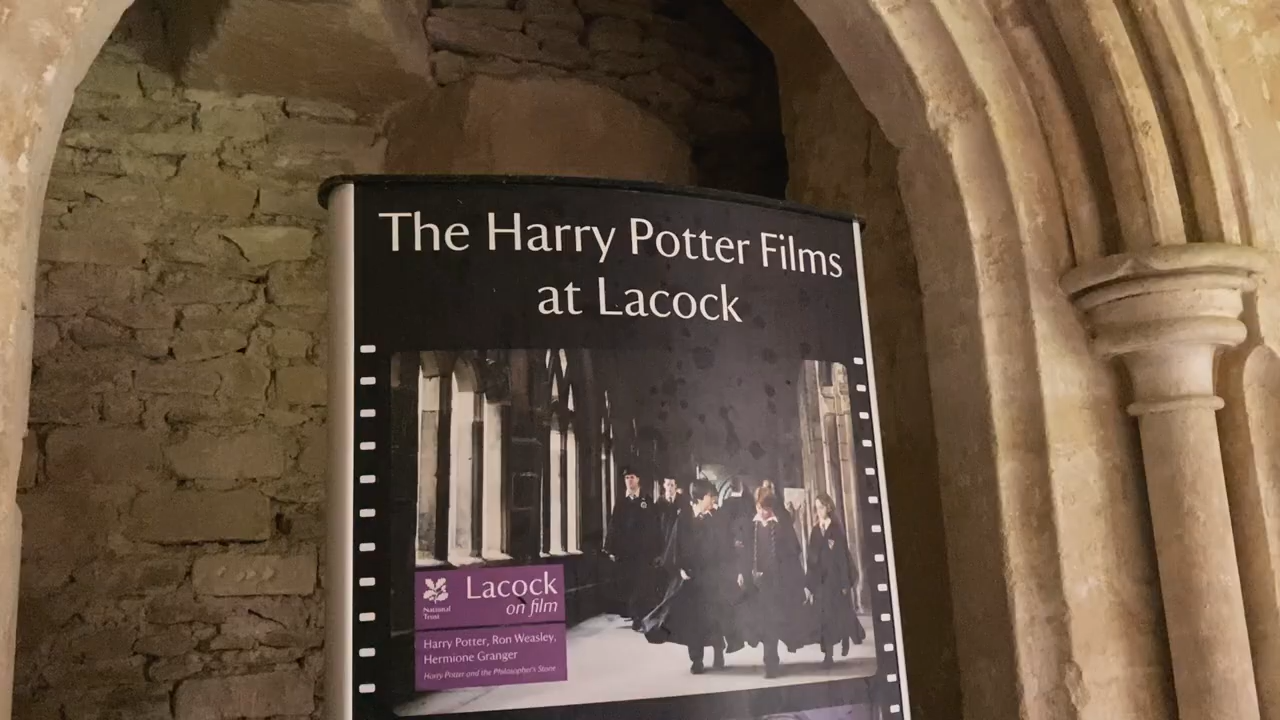 The Harry Potter Films
at Lacock
National
Trust
Lacock
on film
Harry Potter, Ron Weasley,
Hermione Granger
Harry Potter and the Philosopher's Stone